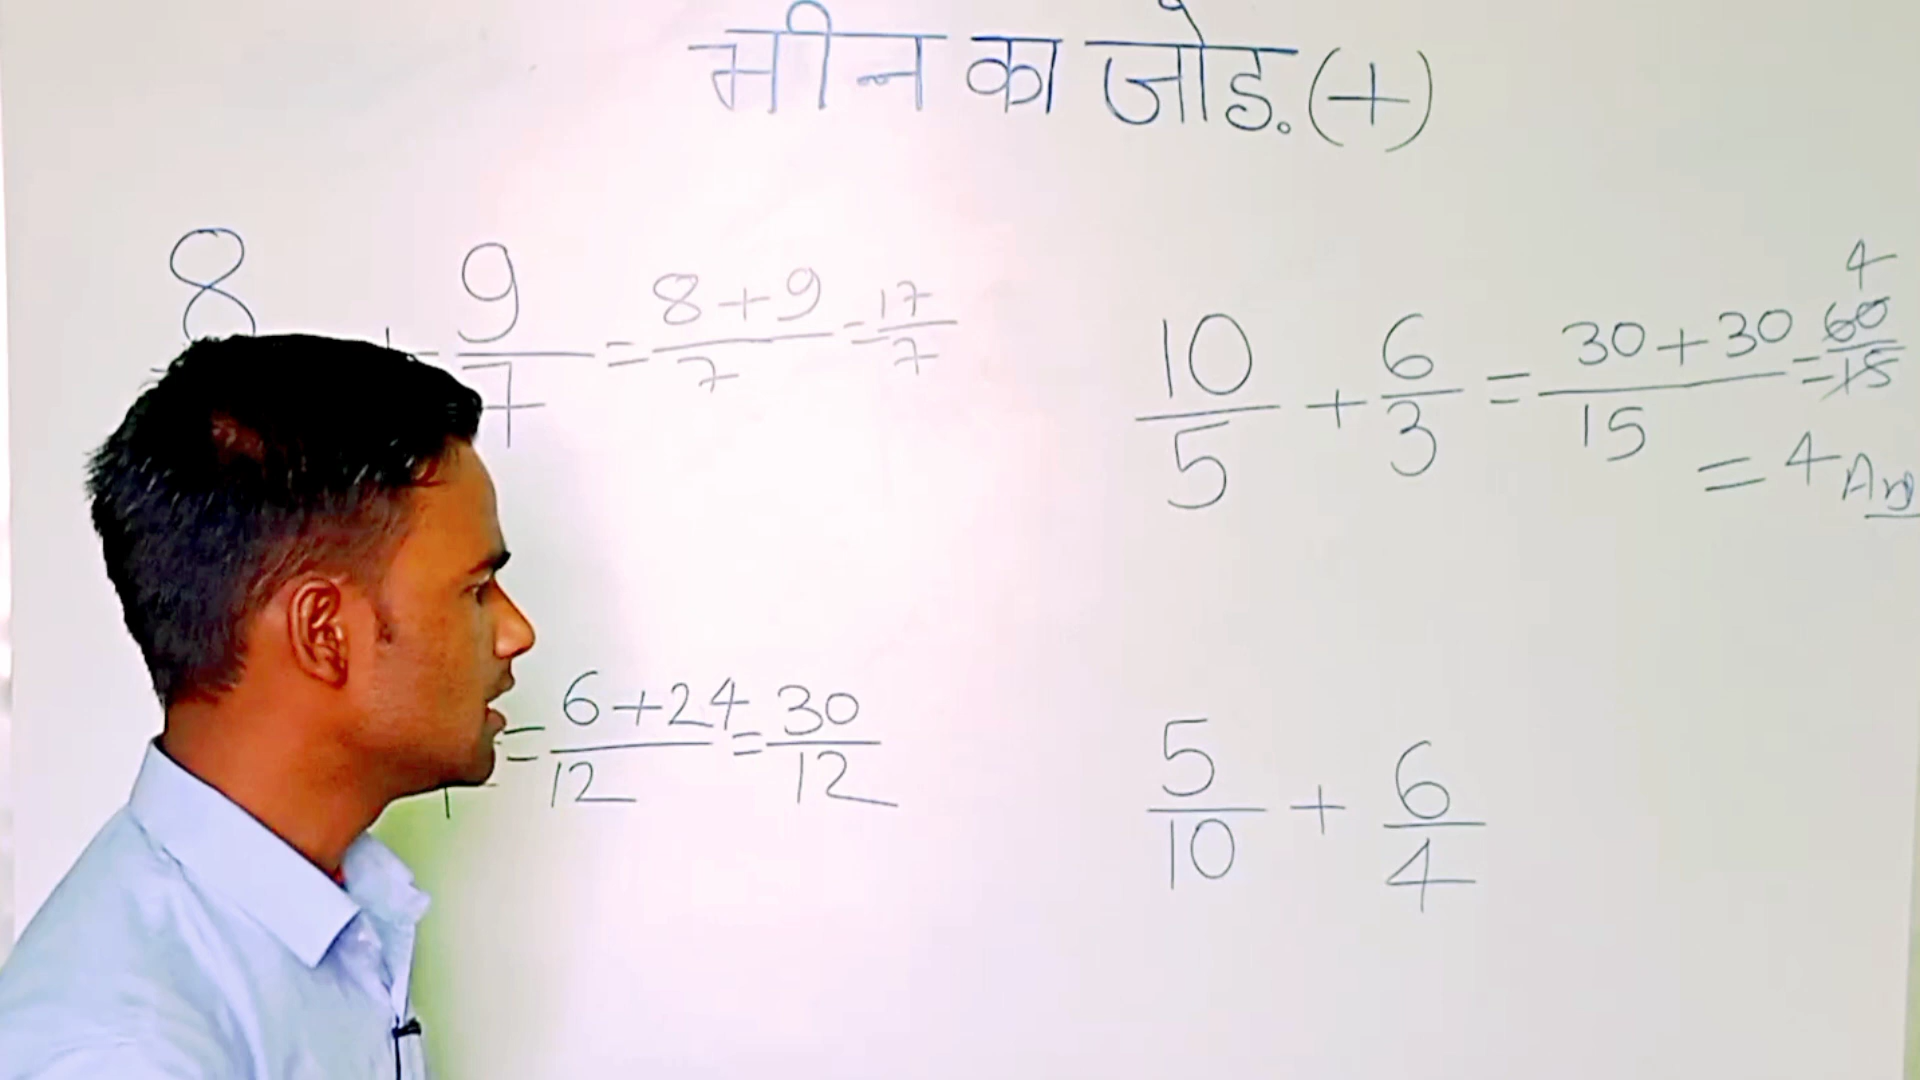 मीन का जोड़ (+)
8 + 9/7 = 8+9/7 = 17/7
10/5 + 6/3 = 30+30/15 = 60/15 4
= 4 Ans
= 6+24/12 = 30/12
5/10 + 6/4